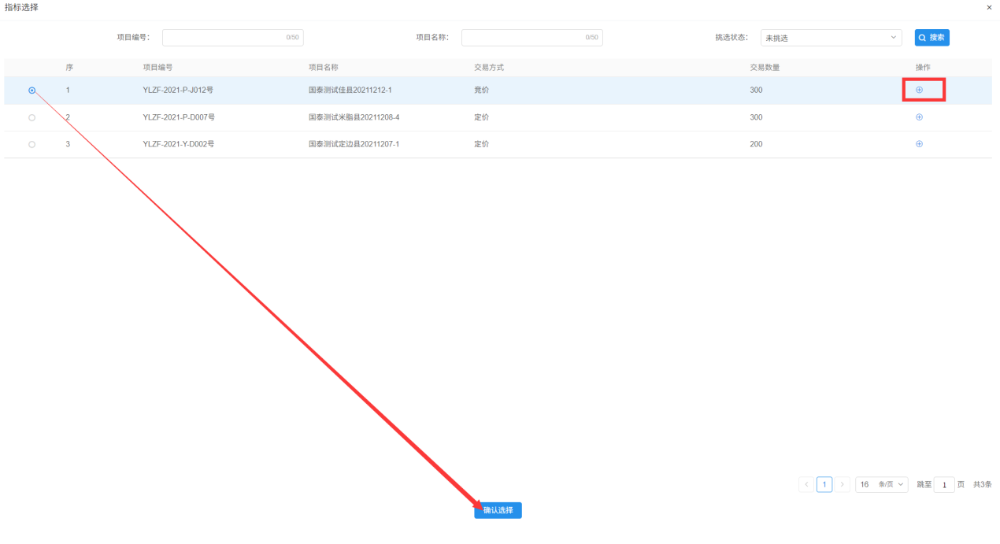 指标选择 ×
项目编号： 0/50 项目名称： 0/50 挑选状态： 未挑选 搜索
序 项目编号 项目名称 交易方式 交易数量 操作
1 YLZF-2021-P-J012号 国泰测试佳县20211212-1 竞价 300
2 YLZF-2021-P-D007号 国泰测试米脂县20211208-4 定价 300
3 YLZF-2021-Y-D002号 国泰测试定边县20211207-1 定价 200
< 1 > 16 条/页 跳至 1 页 共3条
确认选择